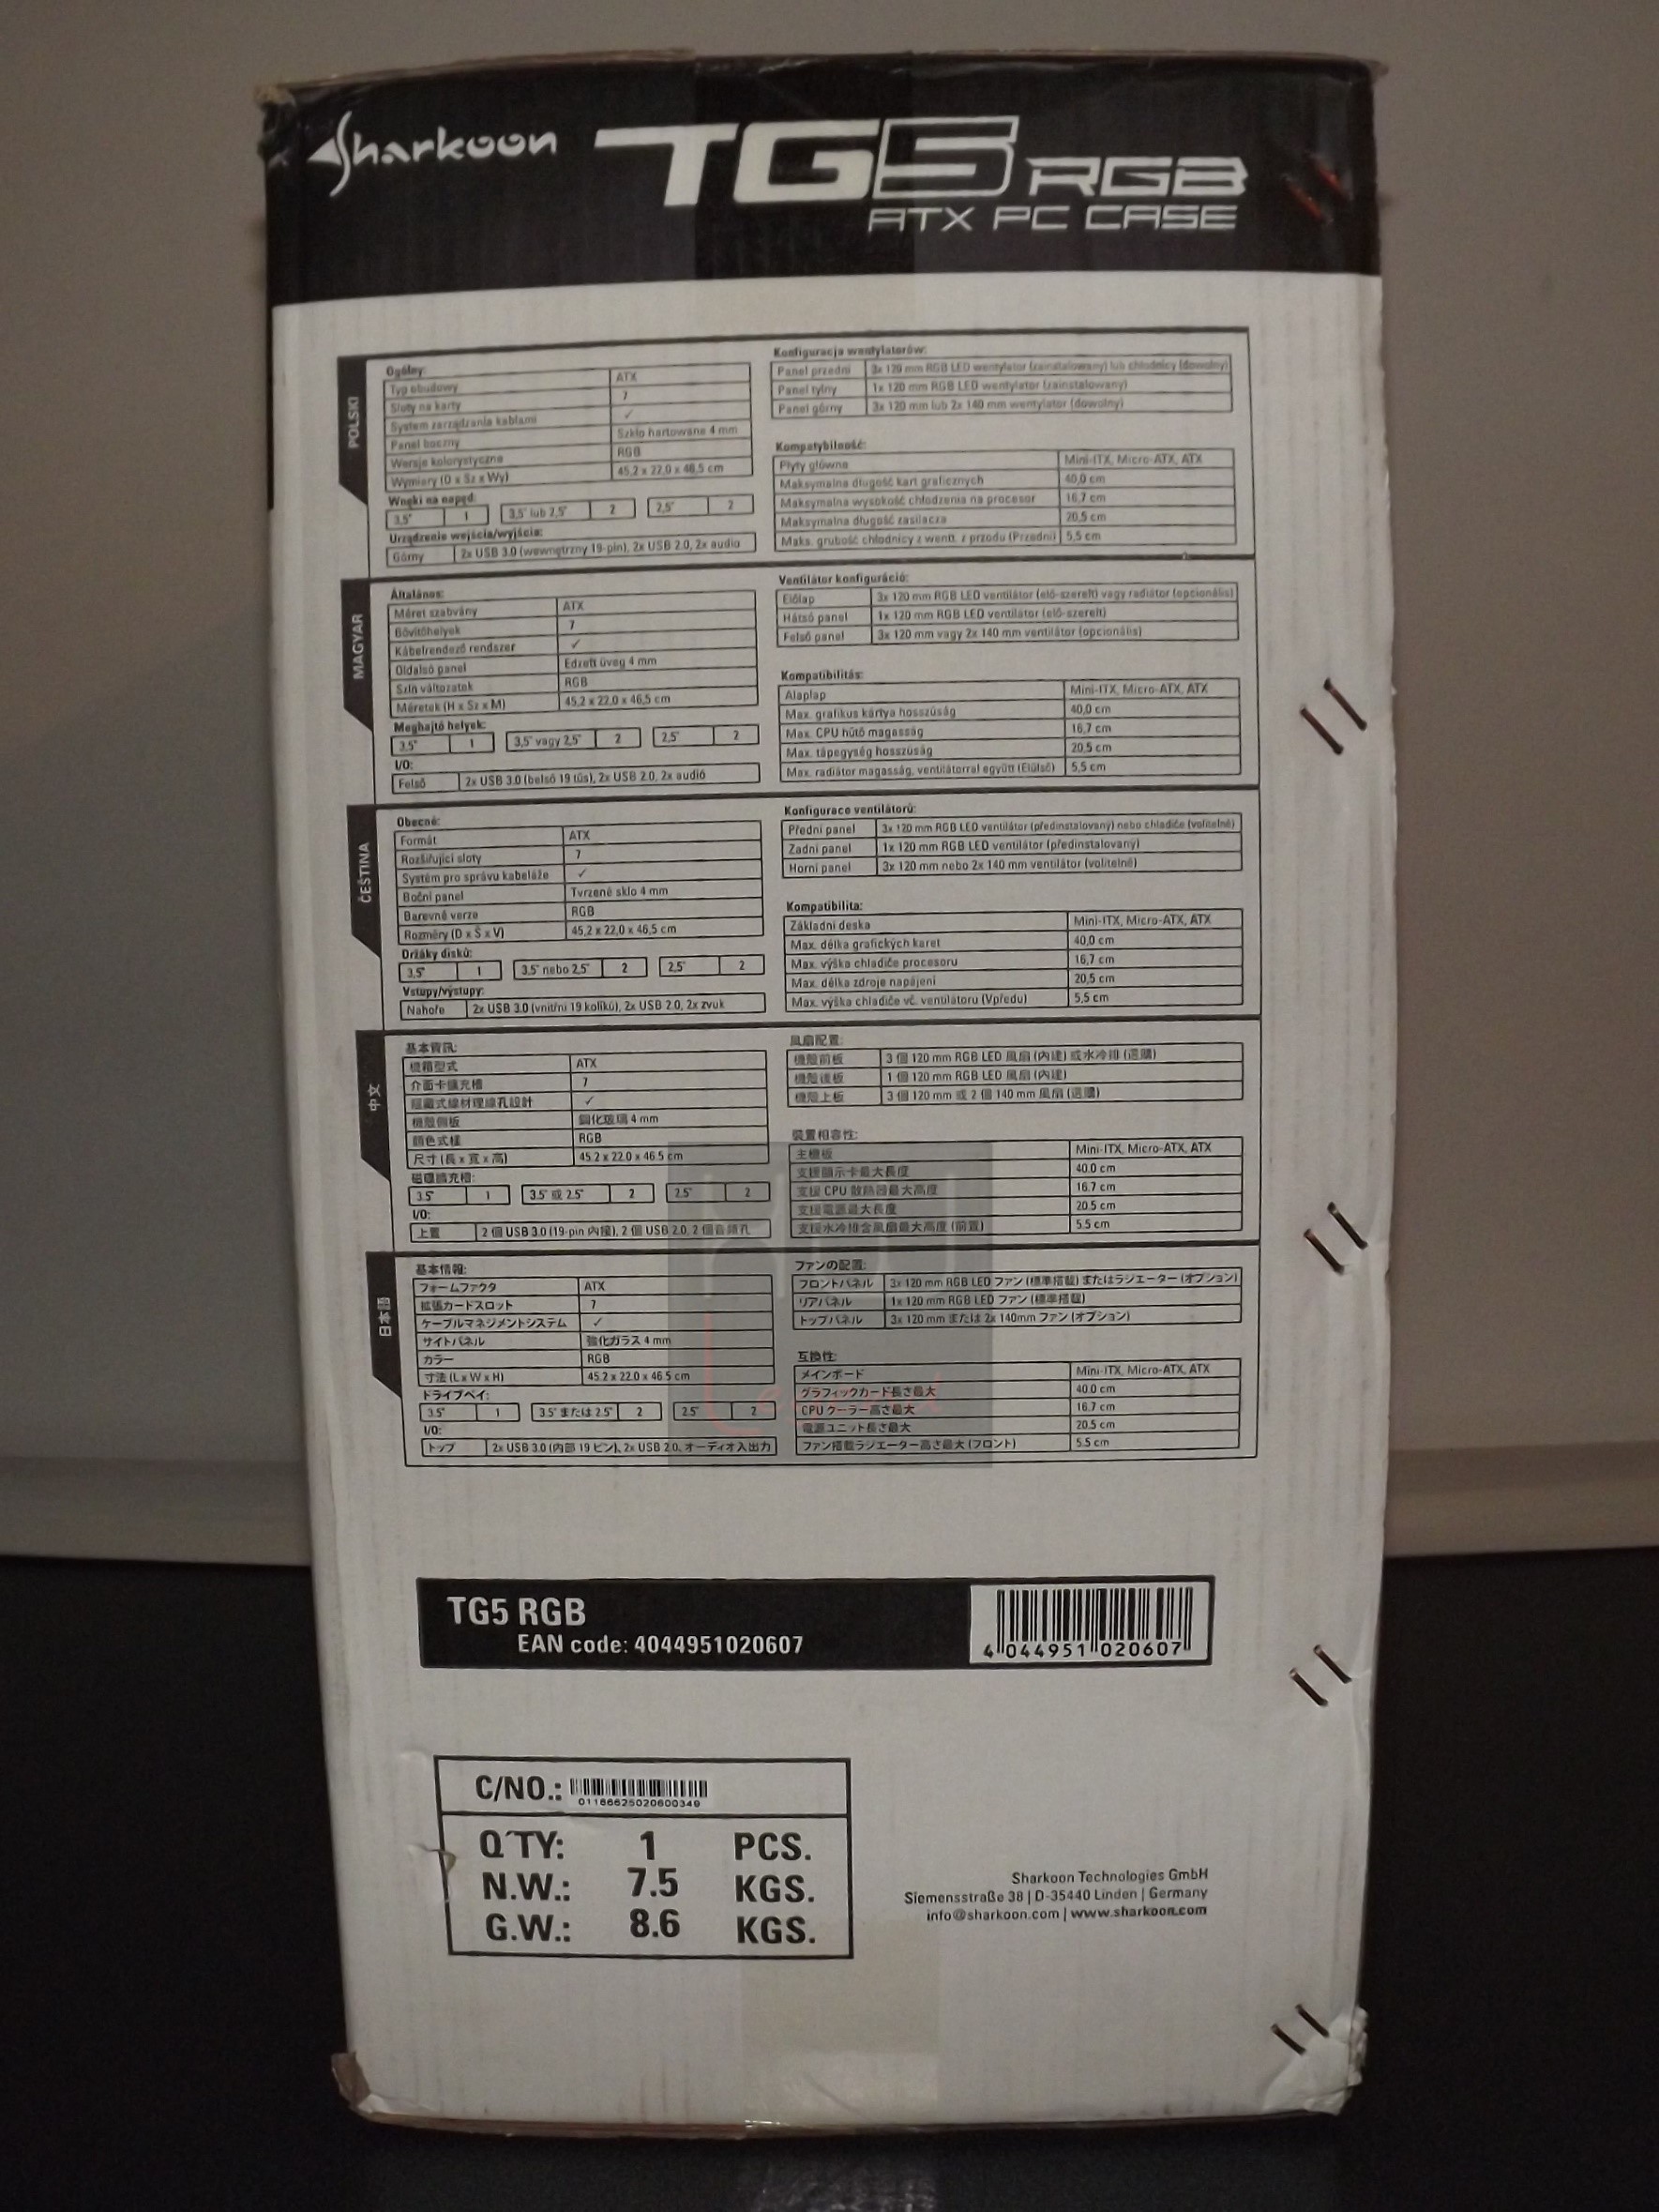 Sharkoon TG5 RGB
ATX PC CASE
POLSKI
Ogólny:
Typ obudowy ATX
Sloty na karty 7
System zarządzania kablami ✓
Panel boczny Szkło hartowane 4 mm
Wersje kolorystyczne RGB
Wymiary (D x Sz x Wy) 45,2 x 22,0 x 46,5 cm
Wnęki na napęd:
3,5" 1 3,5" lub 2,5" 2 2,5" 2
Urządzenie wejścia/wyjścia:
Górny 2x USB 3.0 (wewnętrzny 19-pin), 2x USB 2.0, 2x audio
Konfiguracja wentylatorów:
Panel przedni 3x 120 mm RGB LED wentylator (zainstalowany) lub chłodnicy (dowolny)
Panel tylny 1x 120 mm RGB LED wentylator (zainstalowany)
Panel górny 3x 120 mm lub 2x 140 mm wentylator (dowolny)
Kompatybilność:
Płyty główne Mini-ITX, Micro-ATX, ATX
Maksymalna długość kart graficznych 40,0 cm
Maksymalna wysokość chłodzenia na procesor 16,7 cm
Maksymalna długość zasilacza 20,5 cm
Maks. grubość chłodnicy z went. z przodu (Przedni) 5,5 cm
MAGYAR
Általános:
Méret szabvány ATX
Bővítőhelyek 7
Kábelrendező rendszer ✓
Oldalsó panel Edzett üveg 4 mm
Szín változatok RGB
Méretek (H x Sz x M) 45,2 x 22,0 x 46,5 cm
Meghajtó helyek:
3,5" 1 3,5" vagy 2,5" 2 2,5" 2
I/O:
Felső 2x USB 3.0 (belső 19 tűs), 2x USB 2.0, 2x audió
Ventilátor konfiguráció:
Előlap 3x 120 mm RGB LED ventilátor (elő-szerelt) vagy radiátor (opcionális)
Hátsó panel 1x 120 mm RGB LED ventilátor (elő-szerelt)
Felső panel 3x 120 mm vagy 2x 140 mm ventilátor (opcionális)
Kompatibilitás:
Alaplap Mini-ITX, Micro-ATX, ATX
Max. grafikus kártya hosszúság 40,0 cm
Max. CPU hűtő magasság 16,7 cm
Max. tápegység hosszúság 20,5 cm
Max. radiátor magasság, ventilátorral együtt (Elülső) 5,5 cm
ČEŠTINA
Obecné:
Formát ATX
Rozšiřující sloty 7
Systém pro správu kabeláže ✓
Boční panel Tvrzené sklo 4 mm
Barevné verze RGB
Rozměry (D x Š x V) 45,2 x 22,0 x 46,5 cm
Držáky disků:
3,5" 1 3,5" nebo 2,5" 2 2,5" 2
Vstupy/výstupy:
Nahoře 2x USB 3.0 (vnitřní 19 kolíků), 2x USB 2.0, 2x zvuk
Konfigurace ventilátorů:
Přední panel 3x 120 mm RGB LED ventilátor (předinstalovaný) nebo chladiče (volitelné)
Zadní panel 1x 120 mm RGB LED ventilátor (předinstalovaný)
Horní panel 3x 120 mm nebo 2x 140 mm ventilátor (volitelné)
Kompatibilita:
Základní deska Mini-ITX, Micro-ATX, ATX
Max. délka grafických karet 40,0 cm
Max. výška chladiče procesoru 16,7 cm
Max. délka zdroje napájení 20,5 cm
Max. výška chladiče vč. ventilátoru (Vpředu) 5,5 cm
中文
基本資訊:
機箱型式 ATX
介面卡擴充槽 7
隱藏式線材理線孔設計 ✓
機殼側板 鋼化玻璃 4 mm
顏色式樣 RGB
尺寸 (長 x 寬 x 高) 45.2 x 22.0 x 46.5 cm
磁碟擴充槽:
3.5" 1 3.5" 或 2.5" 2 2.5" 2
I/O:
上置 2 個 USB 3.0 (19-pin 內接), 2 個 USB 2.0, 2 個音頻孔
風扇配置:
機殼前板 3 個 120 mm RGB LED 風扇 (內建) 或水冷排 (選購)
機殼後板 1 個 120 mm RGB LED 風扇 (內建)
機殼上板 3 個 120 mm 或 2 個 140 mm 風扇 (選購)
裝置相容性:
主機板 Mini-ITX, Micro-ATX, ATX
支援顯示卡最大長度 40.0 cm
支援 CPU 散熱器最大高度 16.7 cm
支援電源最大長度 20.5 cm
支援水冷排含風扇最大高度 (前置) 5.5 cm
日本語
基本情報:
フォームファクタ ATX
拡張カードスロット 7
ケーブルマネジメントシステム ✓
サイトパネル 強化ガラス 4 mm
カラー RGB
寸法 (L x W x H) 45.2 x 22.0 x 46.5 cm
ドライブベイ:
3.5" 1 3.5" または 2.5" 2 2.5" 2
I/O:
トップ 2x USB 3.0 (内部 19 ピン), 2x USB 2.0, オーディオ入出力
ファンの配置:
フロントパネル 3x 120 mm RGB LED ファン (標準搭載) またはラジエーター (オプション)
リアパネル 1x 120 mm RGB LED ファン (標準搭載)
トップパネル 3x 120 mm または 2x 140mm ファン (オプション)
互換性:
メインボード Mini-ITX, Micro-ATX, ATX
グラフィックカード長さ最大 40.0 cm
CPU クーラー高さ最大 16.7 cm
電源ユニット長さ最大 20.5 cm
ファン搭載ラジエーター高さ最大 (フロント) 5.5 cm
TG5 RGB
EAN code: 4044951020607
4 044951 020607
C/NO.: 01166625020600349
Q'TY: 1 PCS.
N.W.: 7.5 KGS.
G.W.: 8.6 KGS.
Sharkoon Technologies GmbH
Siemensstraße 38 | D-35440 Linden | Germany
info@sharkoon.com | www.sharkoon.com